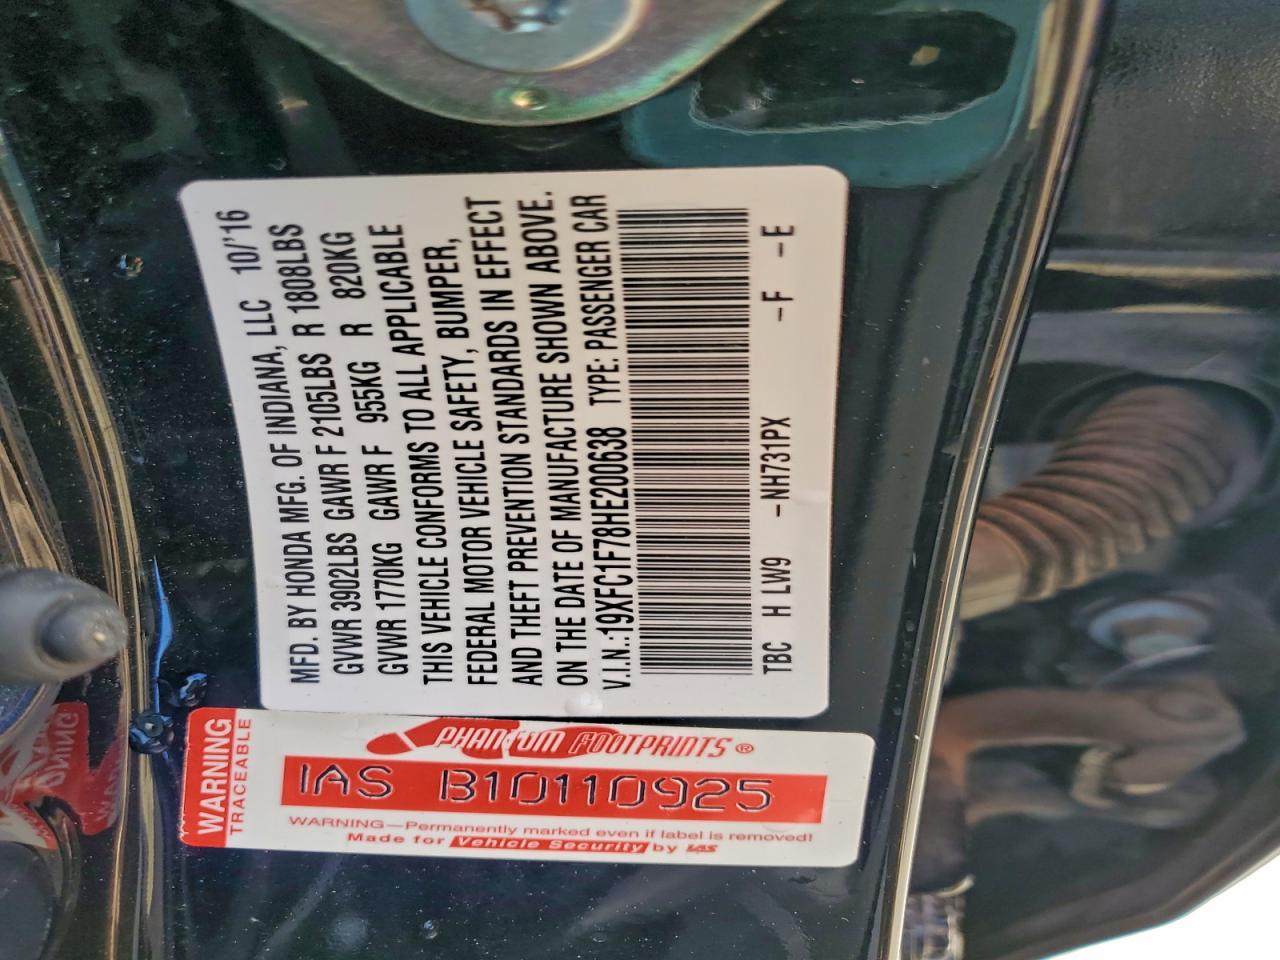 MFD. BY HONDA MFG. OF INDIANA, LLC 10/'16
GVWR 3902LBS GAWR F 2105LBS R 1808LBS
GVWR 1770KG GAWR F 955KG R 820KG
THIS VEHICLE CONFORMS TO ALL APPLICABLE
FEDERAL MOTOR VEHICLE SAFETY, BUMPER,
AND THEFT PREVENTION STANDARDS IN EFFECT
ON THE DATE OF MANUFACTURE SHOWN ABOVE.
V.I.N.:19XFC1F78HE200638 TYPE: PASSENGER CAR
TBC H LW9 -NH731PX -F -E
WARNING
TRACEABLE
PHANTOM FOOTPRINTS®
IAS B10110925
WARNING—Permanently marked even if label is removed!
Made for Vehicle Security by IAS